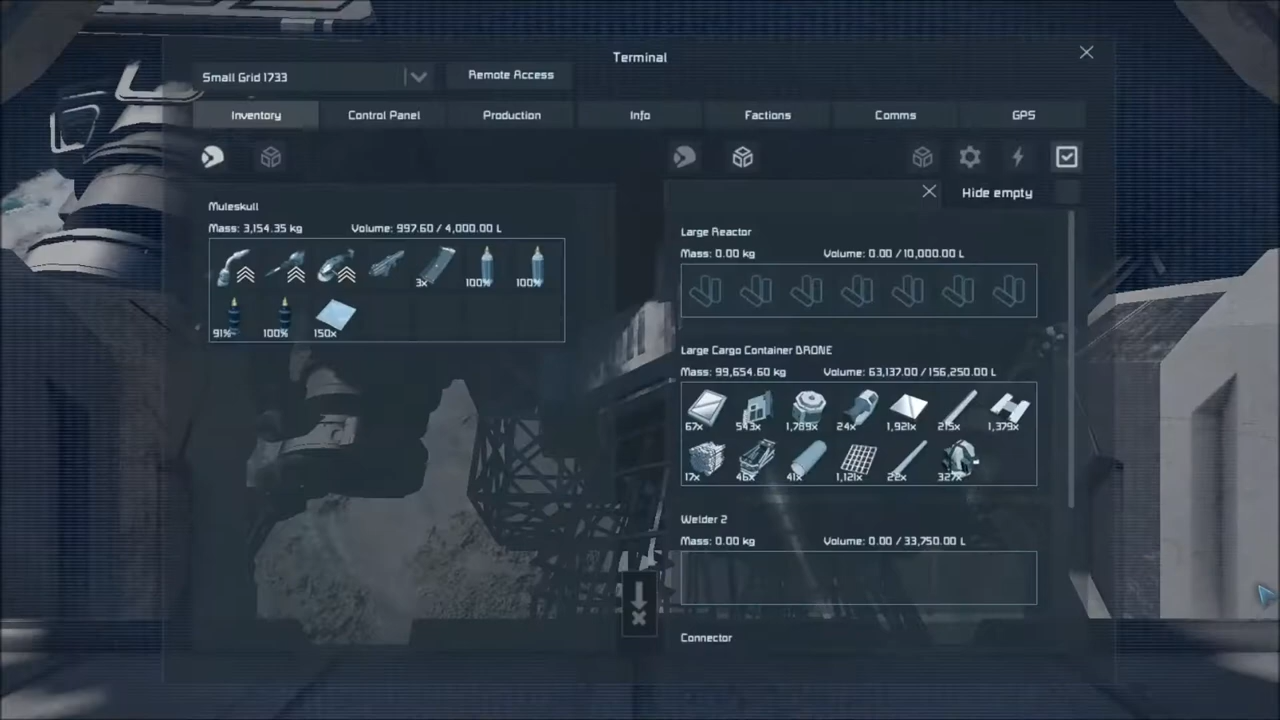 Terminal
Small Grid 1733
Remote Access
Inventory
Control Panel
Production
Info
Factions
Comms
GPS
Hide empty
Muleskull
Mass: 3,154.35 kg
Volume: 997.60 / 4,000.00 L
3x
100%
100%
91%
100%
150x
Large Reactor
Mass: 0.00 kg
Volume: 0.00 / 10,000.00 L
Large Cargo Container DRONE
Mass: 99,654.60 kg
Volume: 63,137.00 / 156,250.00 L
67x
543x
1,789x
24x
1,921x
215x
1,379x
17x
46x
41x
1,121x
22x
327x
Welder 2
Mass: 0.00 kg
Volume: 0.00 / 33,750.00 L
Connector